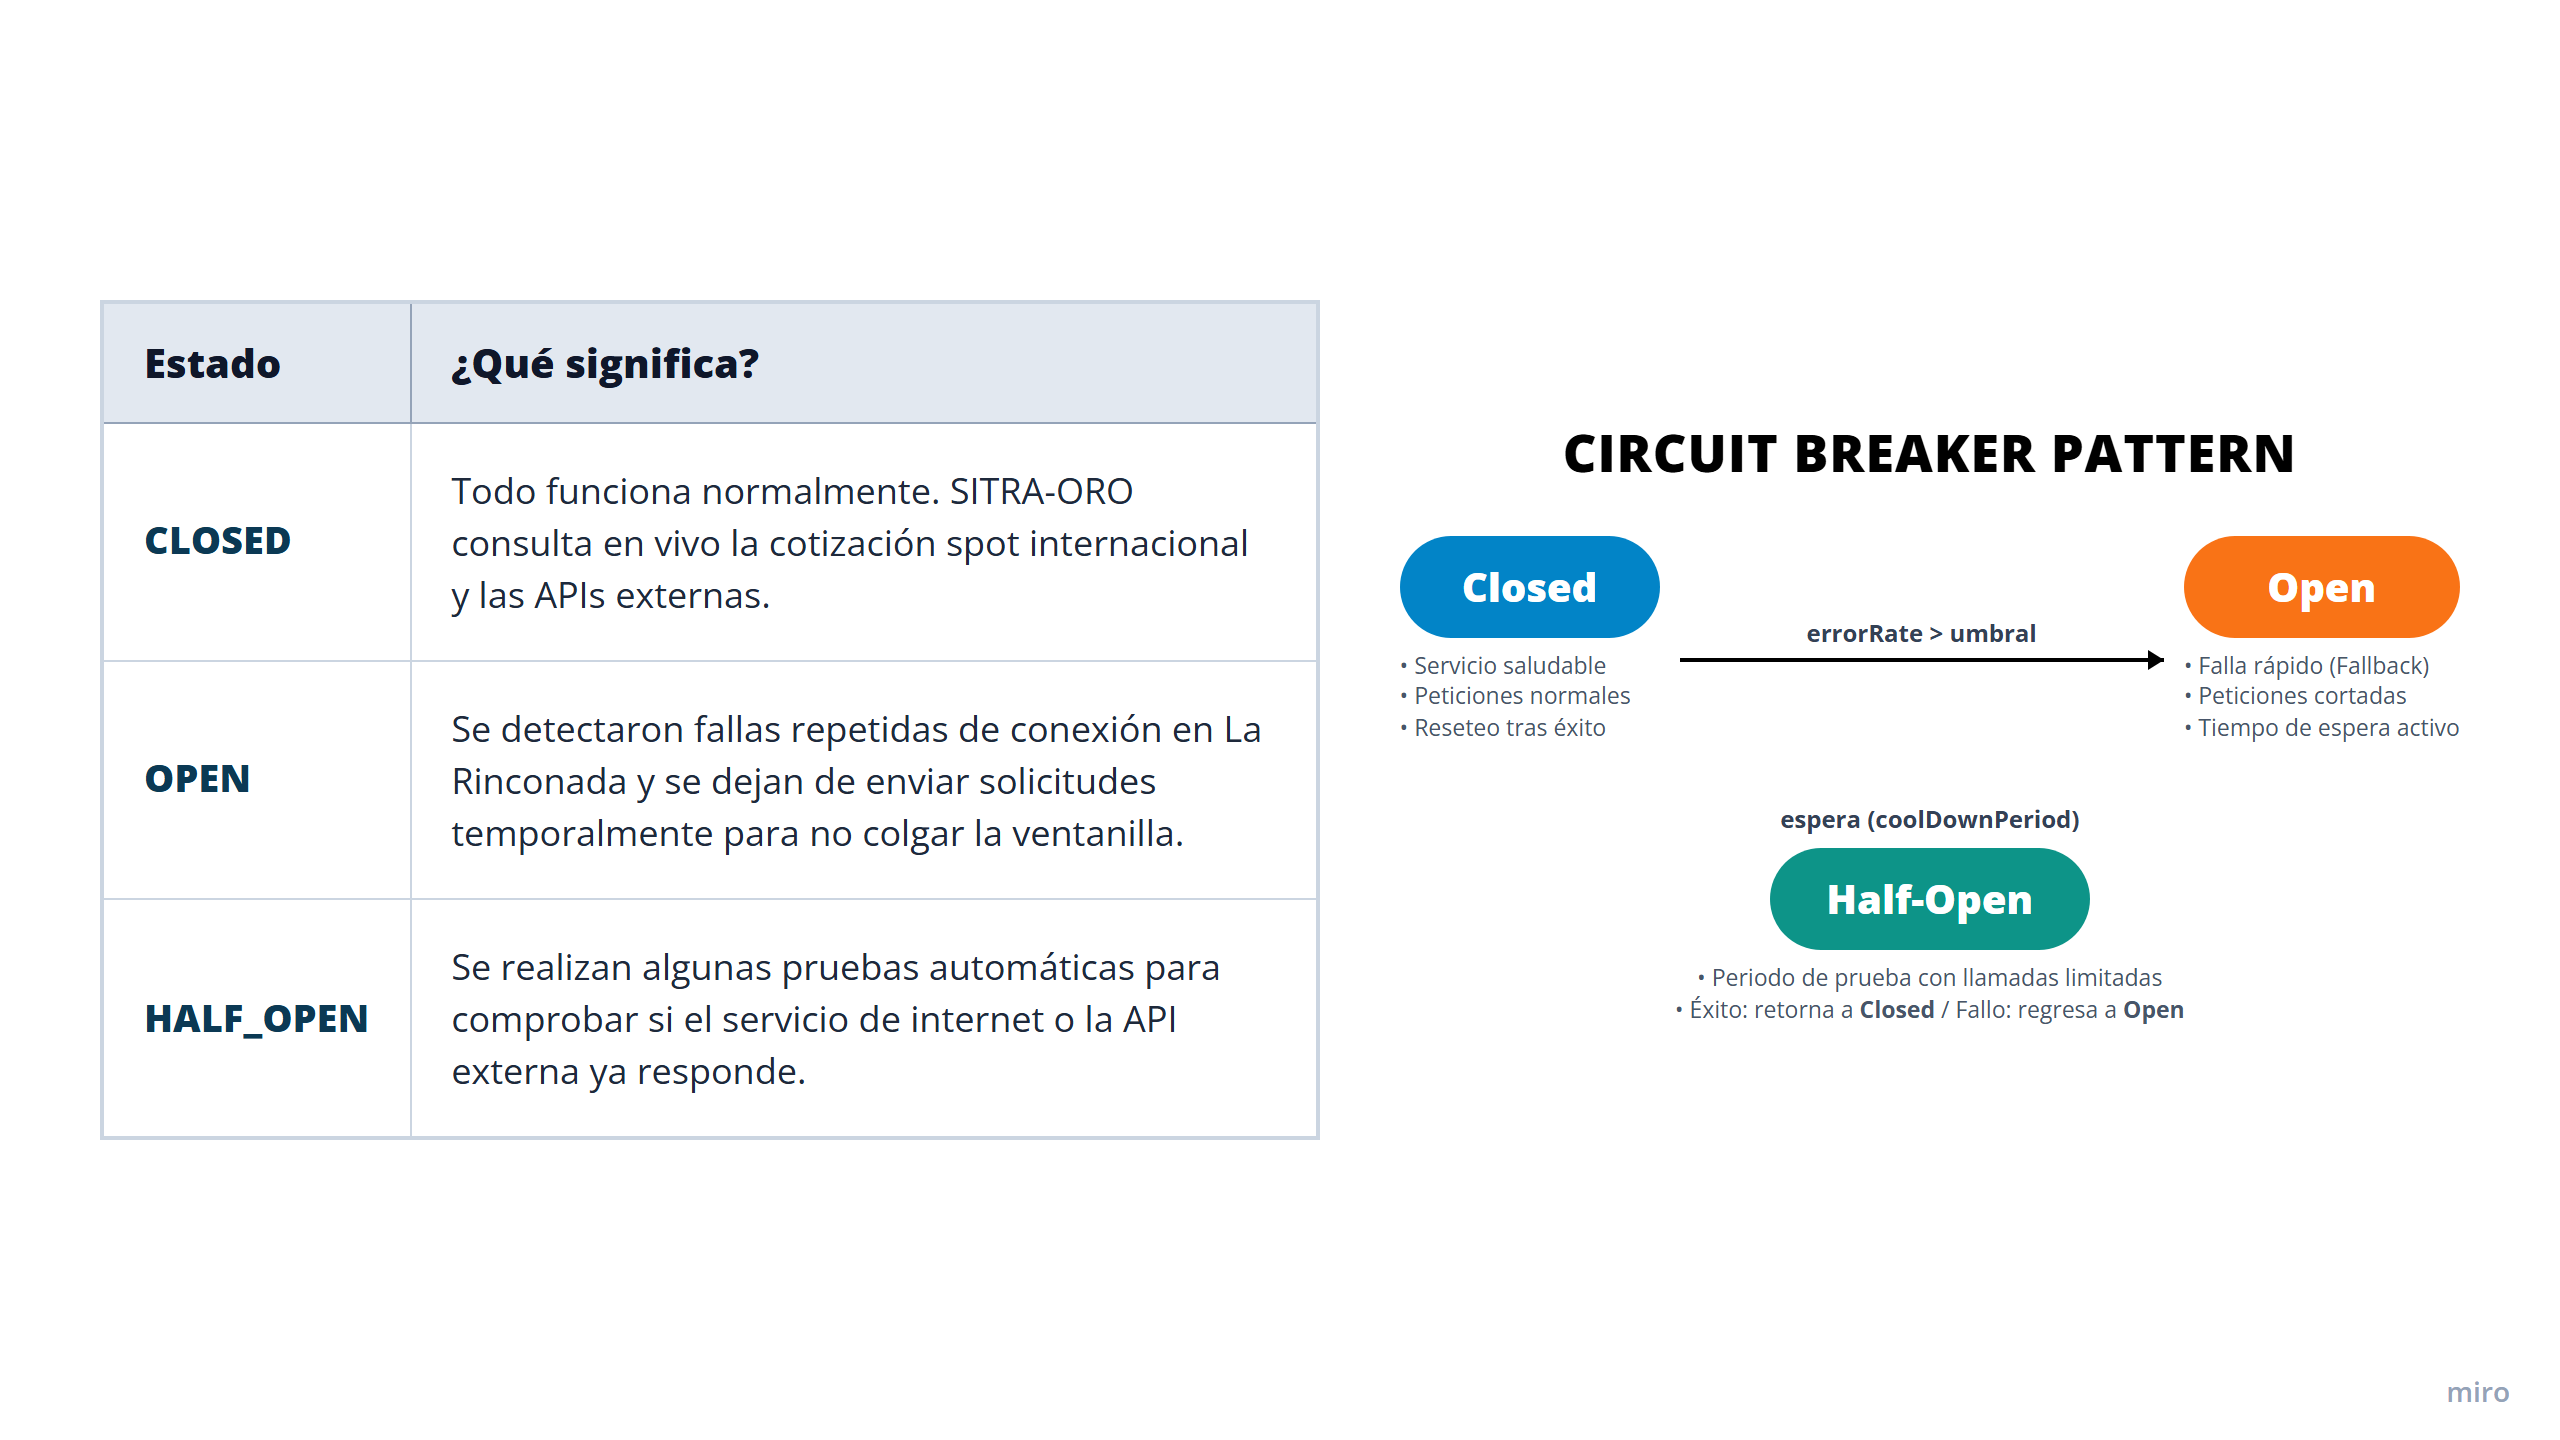 Estado
¿Qué significa?
CLOSED
Todo funciona normalmente. SITRA-ORO
consulta en vivo la cotización spot internacional
y las APIs externas.
OPEN
Se detectaron fallas repetidas de conexión en La
Rinconada y se dejan de enviar solicitudes
temporalmente para no colgar la ventanilla.
HALF_OPEN
Se realizan algunas pruebas automáticas para
comprobar si el servicio de internet o la API
externa ya responde.
CIRCUIT BREAKER PATTERN
Closed
• Servicio saludable
• Peticiones normales
• Reseteo tras éxito
errorRate > umbral
Open
• Falla rápido (Fallback)
• Peticiones cortadas
• Tiempo de espera activo
espera (coolDownPeriod)
Half-Open
• Periodo de prueba con llamadas limitadas
• Éxito: retorna a Closed / Fallo: regresa a Open
miro